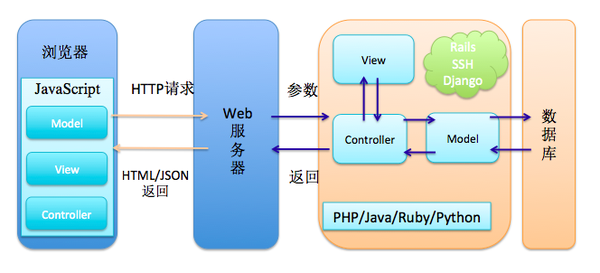 浏览器
JavaScript
Model
View
Controller
HTTP请求
HTML/JSON
返回
Web
服
务
器
参数
返回
View
Rails
SSH
Django
Controller
Model
PHP/Java/Ruby/Python
数
据
库